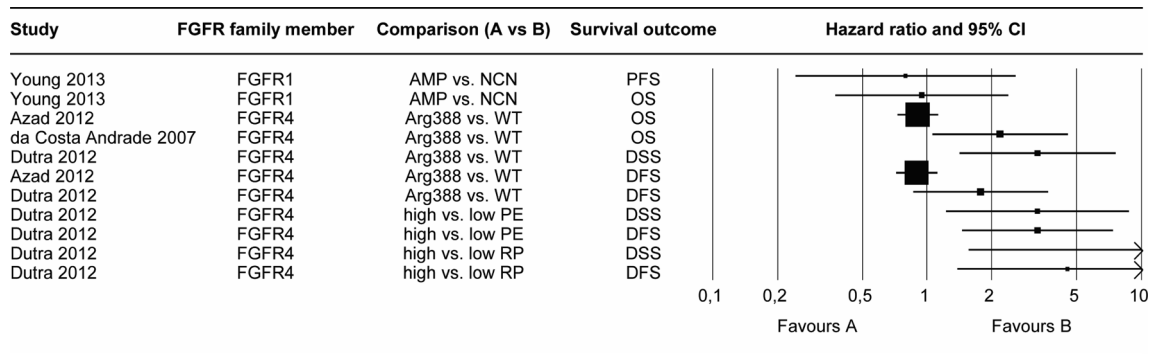 Study FGFR family member Comparison (A vs B) Survival outcome Hazard ratio and 95% CI
Young 2013 FGFR1 AMP vs. NCN PFS
Young 2013 FGFR1 AMP vs. NCN OS
Azad 2012 FGFR4 Arg388 vs. WT OS
da Costa Andrade 2007 FGFR4 Arg388 vs. WT OS
Dutra 2012 FGFR4 Arg388 vs. WT DSS
Azad 2012 FGFR4 Arg388 vs. WT DFS
Dutra 2012 FGFR4 Arg388 vs. WT DFS
Dutra 2012 FGFR4 high vs. low PE DSS
Dutra 2012 FGFR4 high vs. low PE DFS
Dutra 2012 FGFR4 high vs. low RP DSS
Dutra 2012 FGFR4 high vs. low RP DFS
0,1 0,2 0,5 1 2 5 10
Favours A Favours B